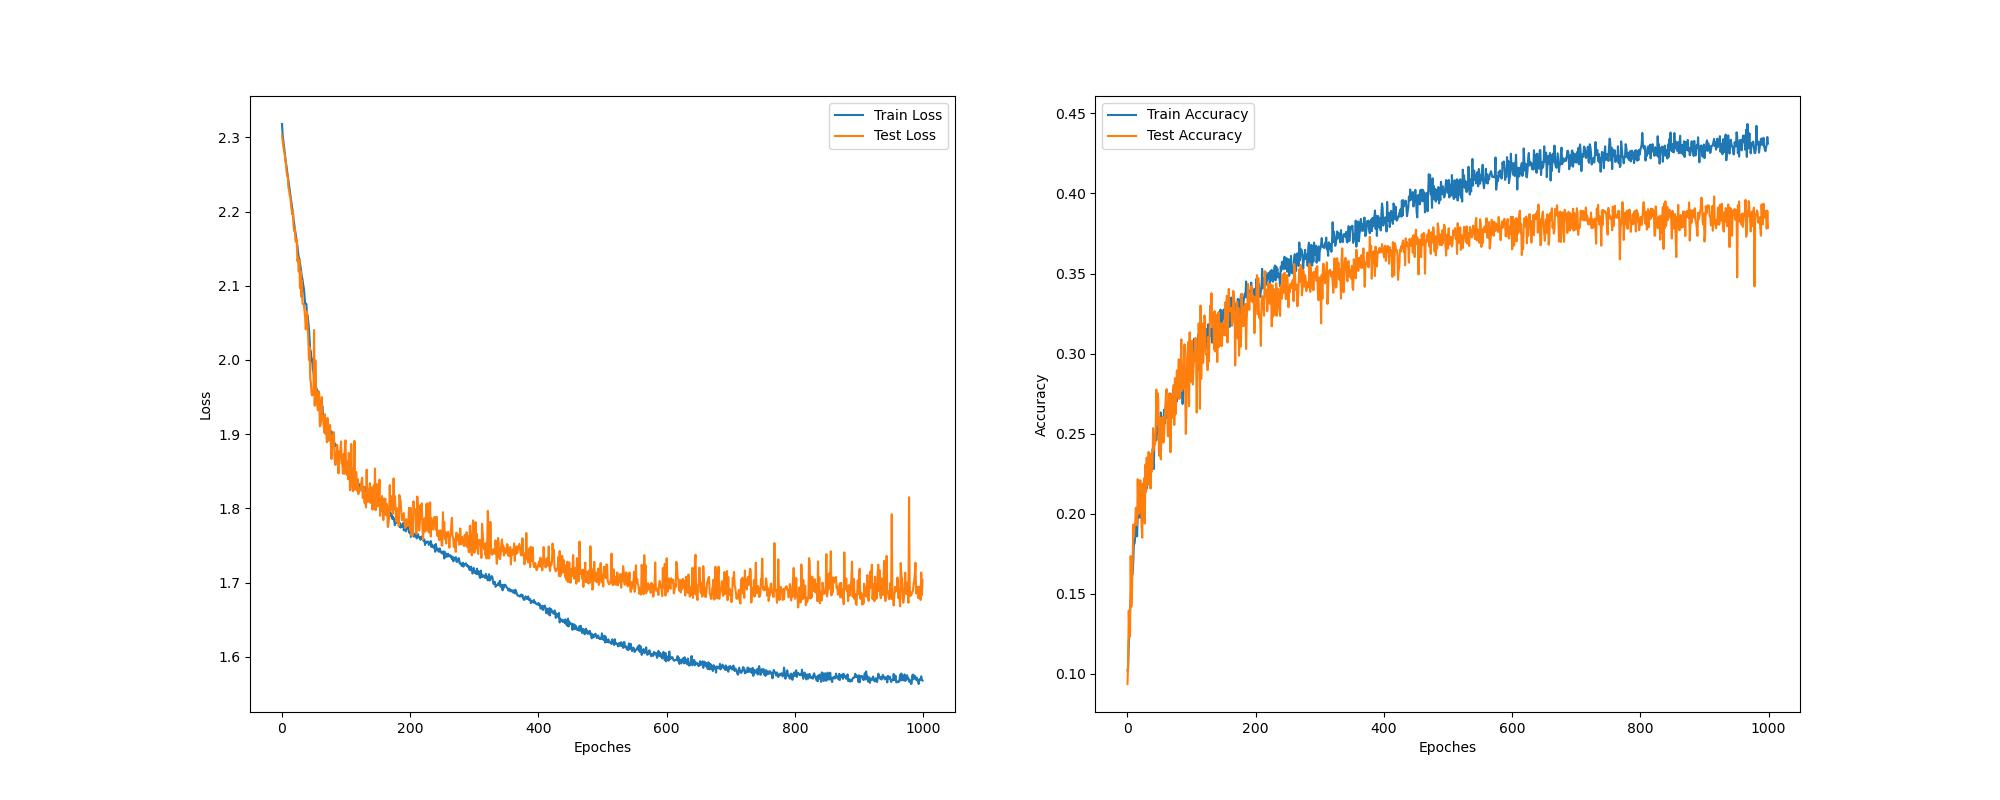 Train Loss
Test Loss
2.3
2.2
2.1
2.0
1.9
1.8
1.7
1.6
Loss
0 200 400 600 800 1000
Epoches
Train Accuracy
Test Accuracy
0.45
0.40
0.35
0.30
0.25
0.20
0.15
0.10
Accuracy
0 200 400 600 800 1000
Epoches